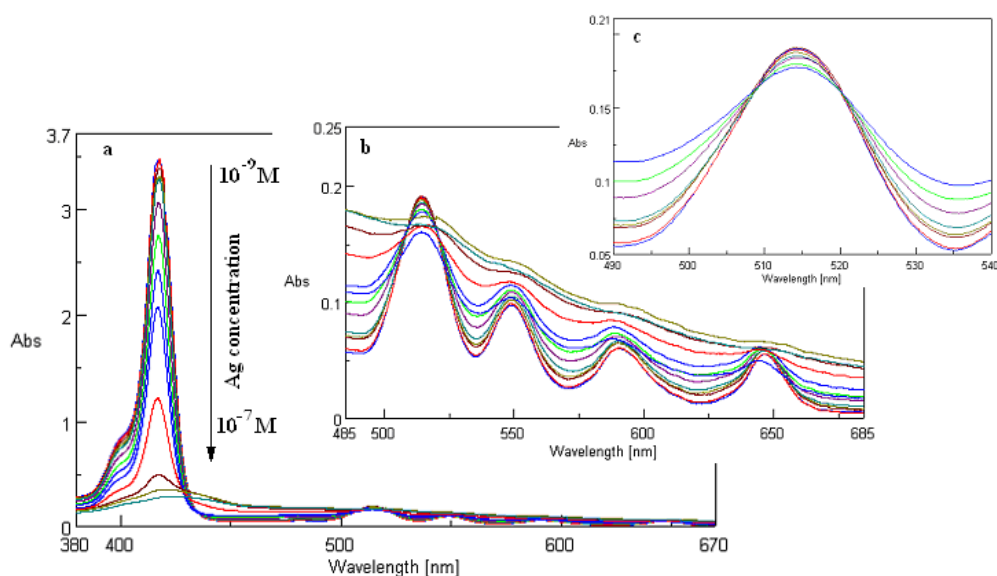 a
3.7
3
2
1
0
Abs
380
400
500
600
670
Wavelength [nm]
10⁻⁹M
Ag concentration
10⁻⁷M
b
0.25
0.2
0.1
0
Abs
485
500
550
600
650
685
Wavelength [nm]
c
0.21
0.15
0.1
0.05
Abs
490
500
510
520
530
540
Wavelength [nm]